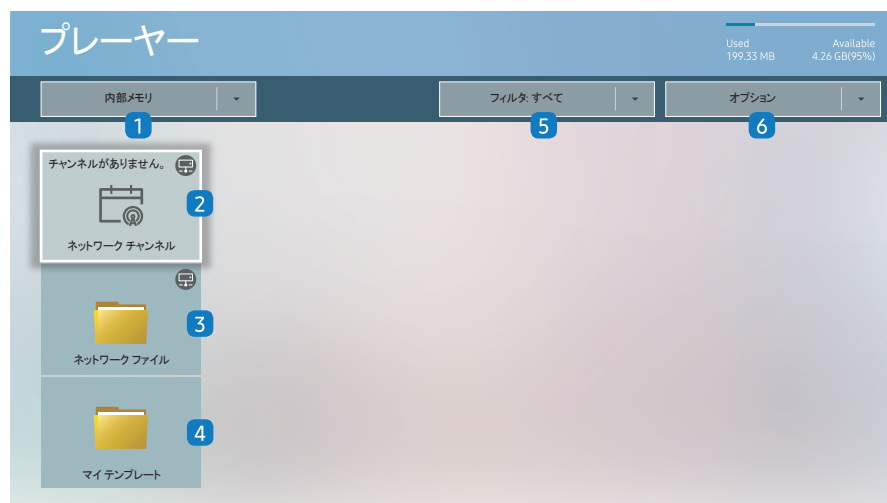 プレーヤー
Used Available
199.33 MB 4.26 GB(95%)
内部メモリ
フィルタ: すべて
オプション
1
5
6
チャンネルがありません。
2
ネットワーク チャンネル
3
ネットワーク ファイル
4
マイ テンプレート